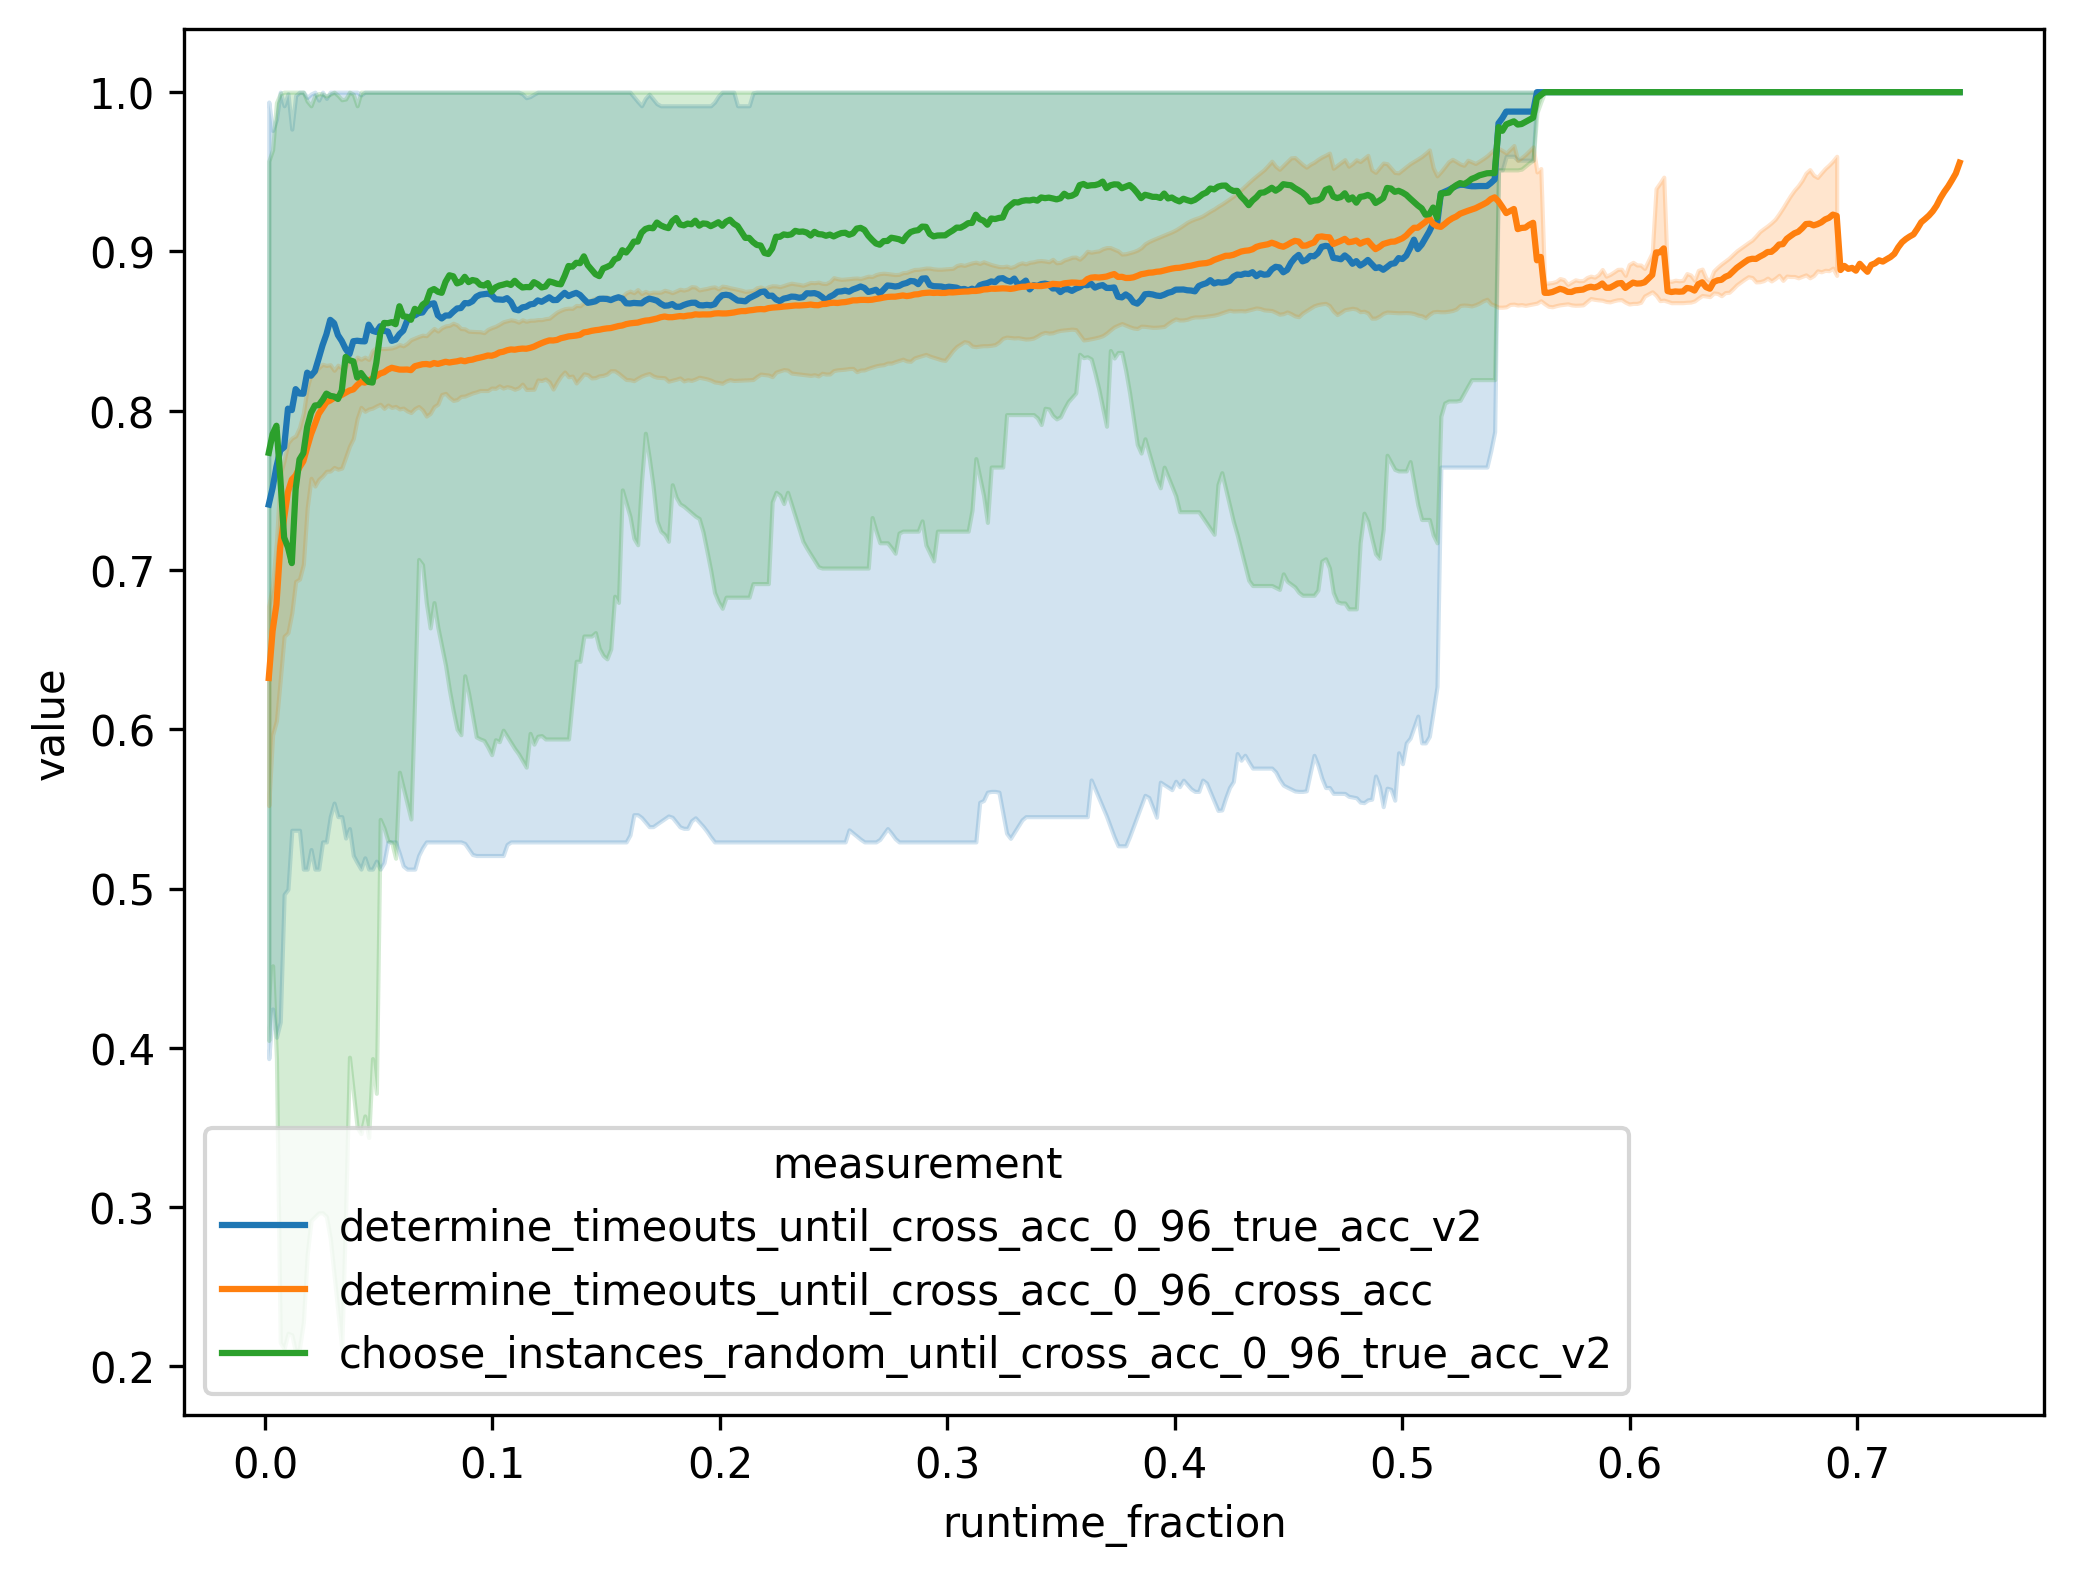 1.0
0.9
0.8
0.7
0.6
0.5
0.4
0.3
0.2
value
measurement
determine_timeouts_until_cross_acc_0_96_true_acc_v2
determine_timeouts_until_cross_acc_0_96_cross_acc
choose_instances_random_until_cross_acc_0_96_true_acc_v2
0.0 0.1 0.2 0.3 0.4 0.5 0.6 0.7
runtime_fraction